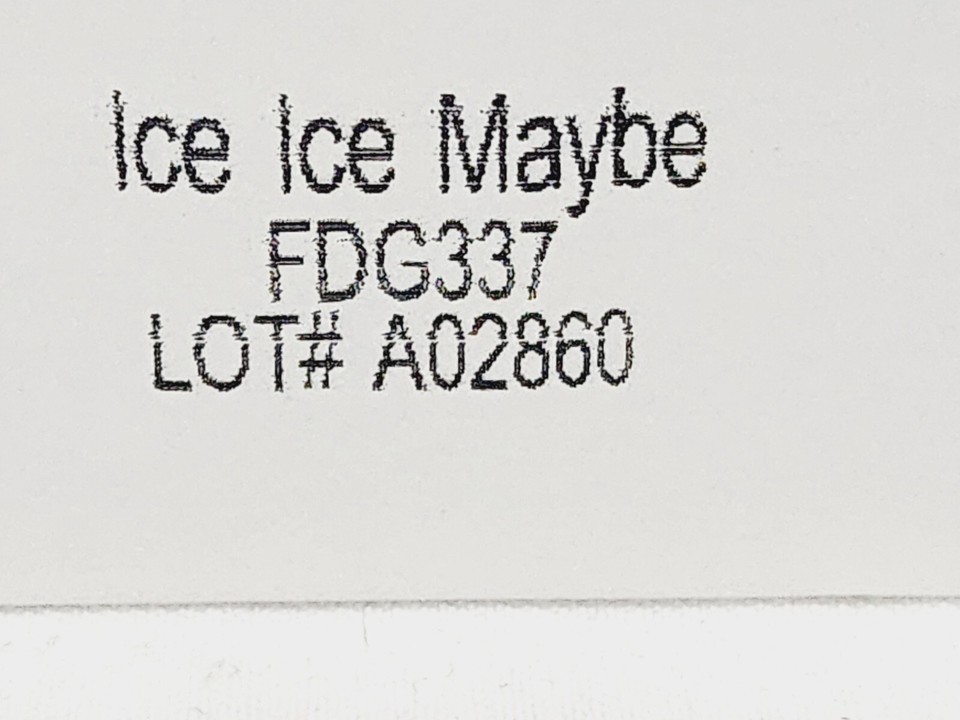 Ice Ice Maybe
FDG337
LOT# A02860